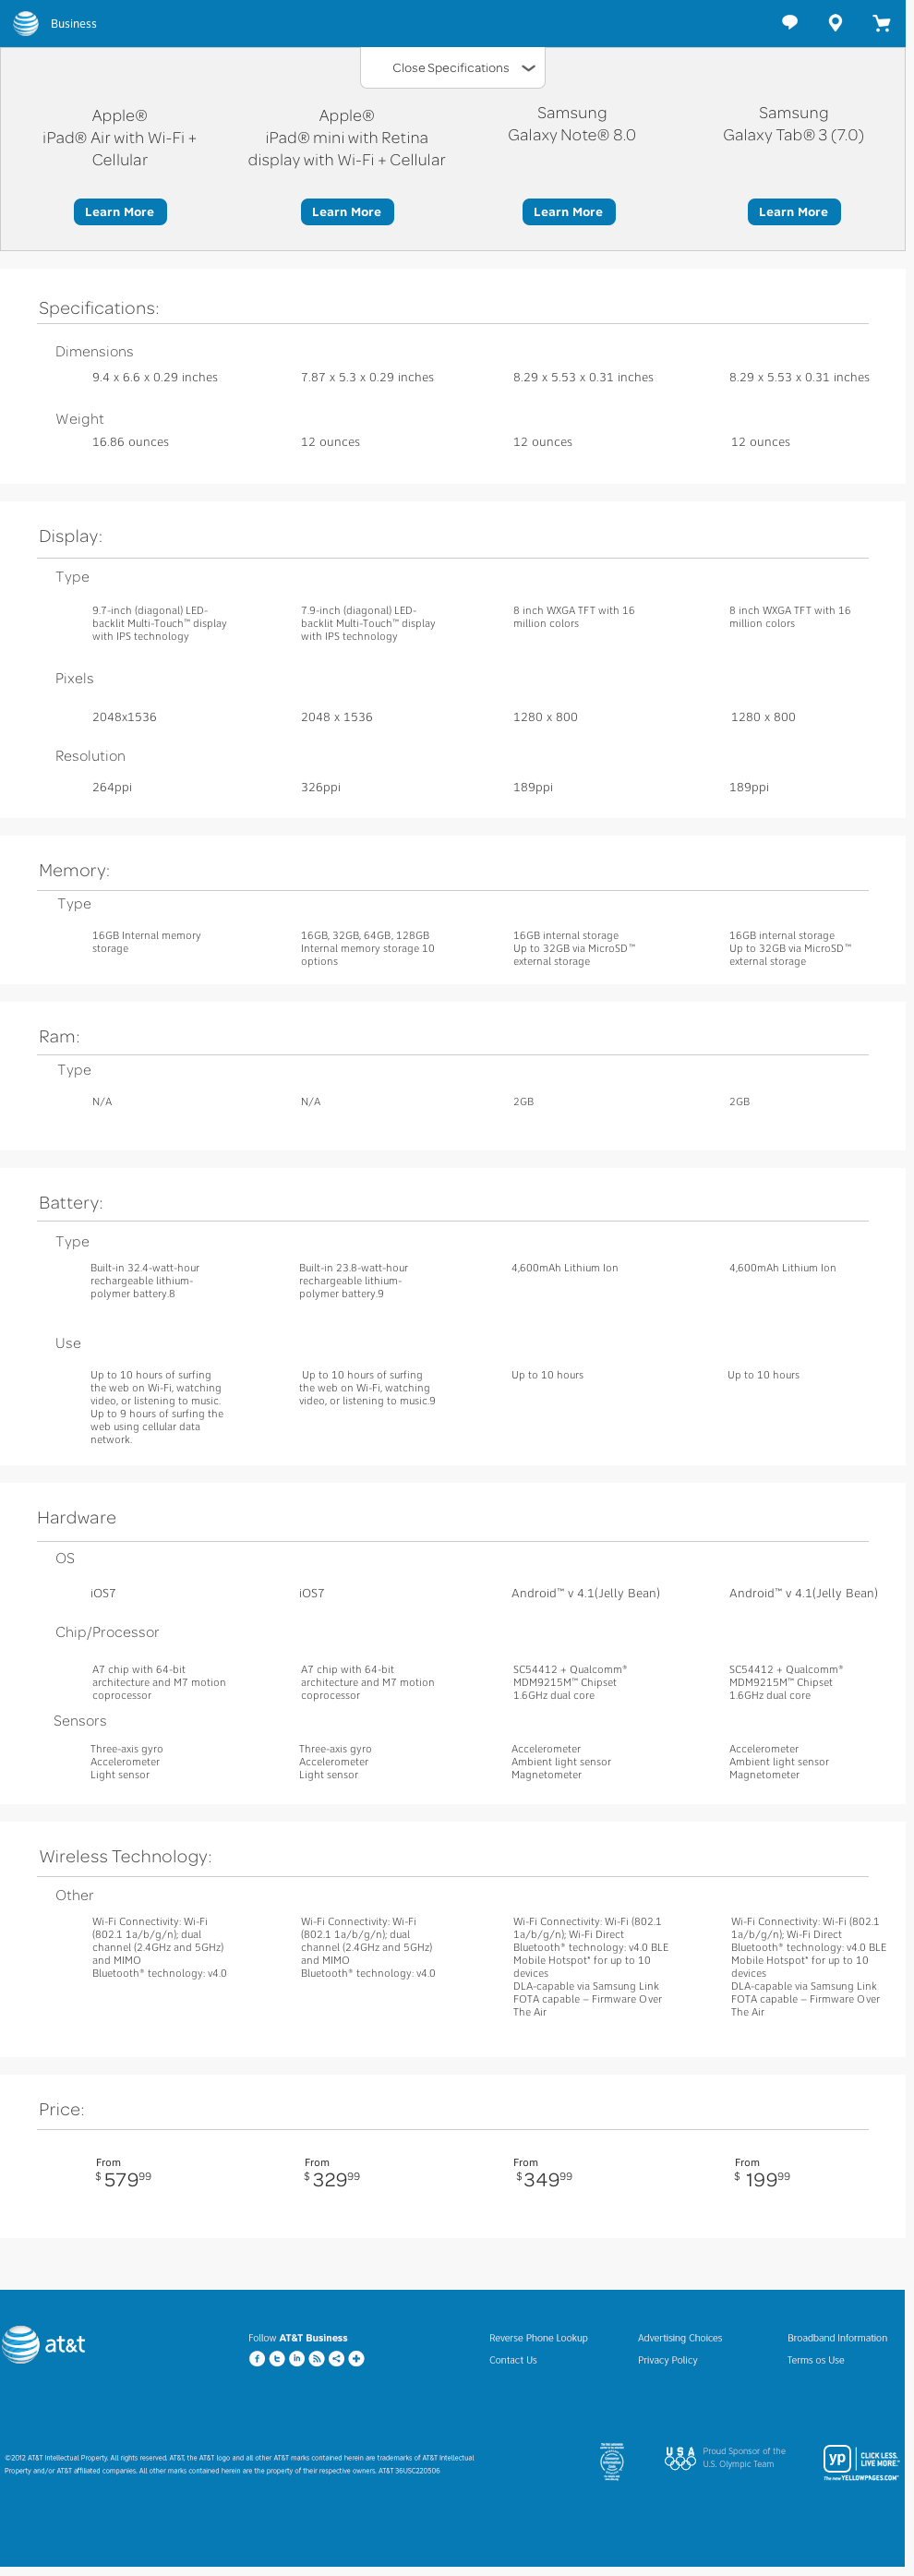 Business
Close Specifications
Apple®
iPad® Air with Wi-Fi +
Cellular
Learn More
Apple®
iPad® mini with Retina
display with Wi-Fi + Cellular
Learn More
Samsung
Galaxy Note® 8.0
Learn More
Samsung
Galaxy Tab® 3 (7.0)
Learn More
Specifications:
Dimensions
9.4 x 6.6 x 0.29 inches
7.87 x 5.3 x 0.29 inches
8.29 x 5.53 x 0.31 inches
8.29 x 5.53 x 0.31 inches
Weight
16.86 ounces
12 ounces
12 ounces
12 ounces
Display:
Type
9.7-inch (diagonal) LED-
backlit Multi-Touch™ display
with IPS technology
7.9-inch (diagonal) LED-
backlit Multi-Touch™ display
with IPS technology
8 inch WXGA TFT with 16
million colors
8 inch WXGA TFT with 16
million colors
Pixels
2048x1536
2048 x 1536
1280 x 800
1280 x 800
Resolution
264ppi
326ppi
189ppi
189ppi
Memory:
Type
16GB Internal memory
storage
16GB, 32GB, 64GB, 128GB
Internal memory storage 10
options
16GB internal storage
Up to 32GB via MicroSD™
external storage
16GB internal storage
Up to 32GB via MicroSD™
external storage
Ram:
Type
N/A
N/A
2GB
2GB
Battery:
Type
Built-in 32.4-watt-hour
rechargeable lithium-
polymer battery.8
Built-in 23.8-watt-hour
rechargeable lithium-
polymer battery.9
4,600mAh Lithium Ion
4,600mAh Lithium Ion
Use
Up to 10 hours of surfing
the web on Wi-Fi, watching
video, or listening to music.
Up to 9 hours of surfing the
web using cellular data
network.
Up to 10 hours of surfing
the web on Wi-Fi, watching
video, or listening to music.9
Up to 10 hours
Up to 10 hours
Hardware
OS
iOS7
iOS7
Android™ v 4.1(Jelly Bean)
Android™ v 4.1(Jelly Bean)
Chip/Processor
A7 chip with 64-bit
architecture and M7 motion
coprocessor
A7 chip with 64-bit
architecture and M7 motion
coprocessor
SC54412 + Qualcomm®
MDM9215M™ Chipset
1.6GHz dual core
SC54412 + Qualcomm®
MDM9215M™ Chipset
1.6GHz dual core
Sensors
Three-axis gyro
Accelerometer
Light sensor
Three-axis gyro
Accelerometer
Light sensor
Accelerometer
Ambient light sensor
Magnetometer
Accelerometer
Ambient light sensor
Magnetometer
Wireless Technology:
Other
Wi-Fi Connectivity: Wi-Fi
(802.1 1a/b/g/n); dual
channel (2.4GHz and 5GHz)
and MIMO
Bluetooth® technology: v4.0
Wi-Fi Connectivity: Wi-Fi
(802.1 1a/b/g/n); dual
channel (2.4GHz and 5GHz)
and MIMO
Bluetooth® technology: v4.0
Wi-Fi Connectivity: Wi-Fi (802.1
1a/b/g/n); Wi-Fi Direct
Bluetooth® technology: v4.0 BLE
Mobile Hotspot* for up to 10
devices
DLA-capable via Samsung Link
FOTA capable – Firmware Over
The Air
Wi-Fi Connectivity: Wi-Fi (802.1
1a/b/g/n); Wi-Fi Direct
Bluetooth® technology: v4.0 BLE
Mobile Hotspot* for up to 10
devices
DLA-capable via Samsung Link
FOTA capable – Firmware Over
The Air
Price:
From
$579⁹⁹
From
$329⁹⁹
From
$349⁹⁹
From
$ 199⁹⁹
at&t
Follow AT&T Business
Reverse Phone Lookup
Contact Us
Advertising Choices
Privacy Policy
Broadband Information
Terms os Use
©2012 AT&T Intellectual Property. All rights reserved. AT&T, the AT&T logo and all other AT&T marks contained herein are trademarks of AT&T Intellectual
Property and/or AT&T affiliated companies. All other marks contained herein are the property of their respective owners. AT&T 36USC220506
USA
Proud Sponsor of the
U.S. Olympic Team
yp
CLICK LESS.
LIVE MORE.™
The new YELLOWPAGES.COM™